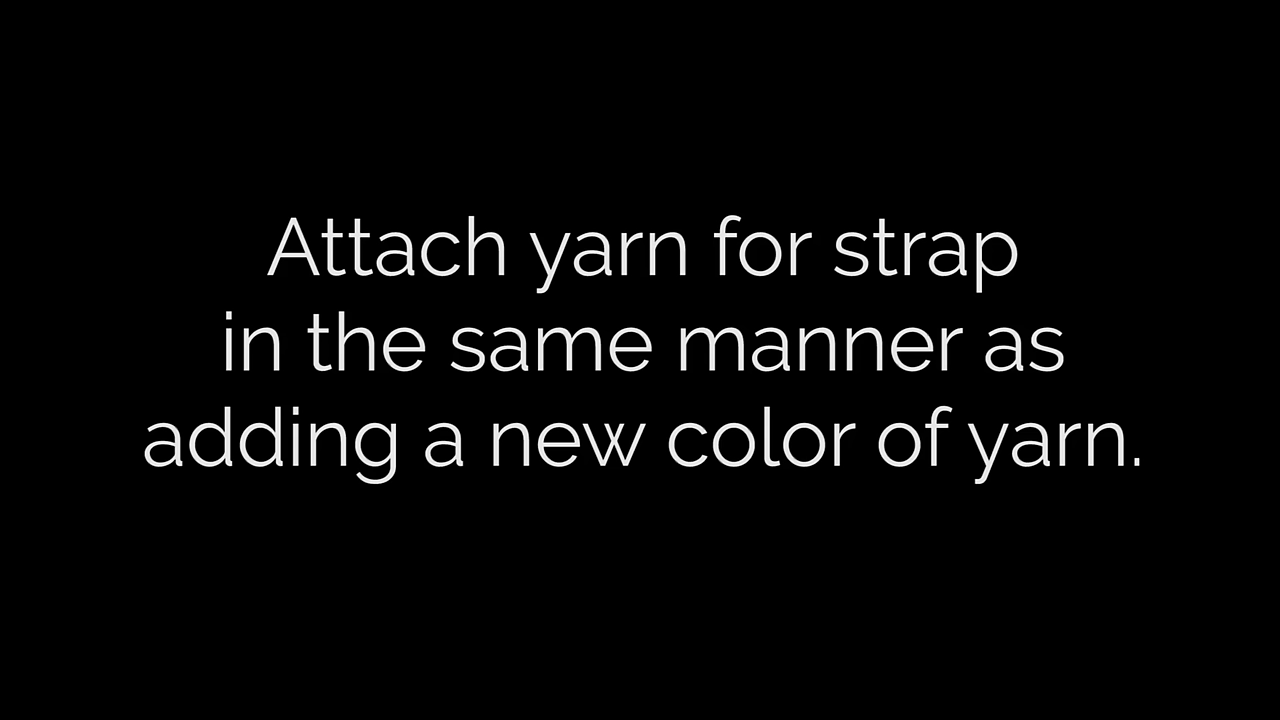 Attach yarn for strap
in the same manner as
adding a new color of yarn.